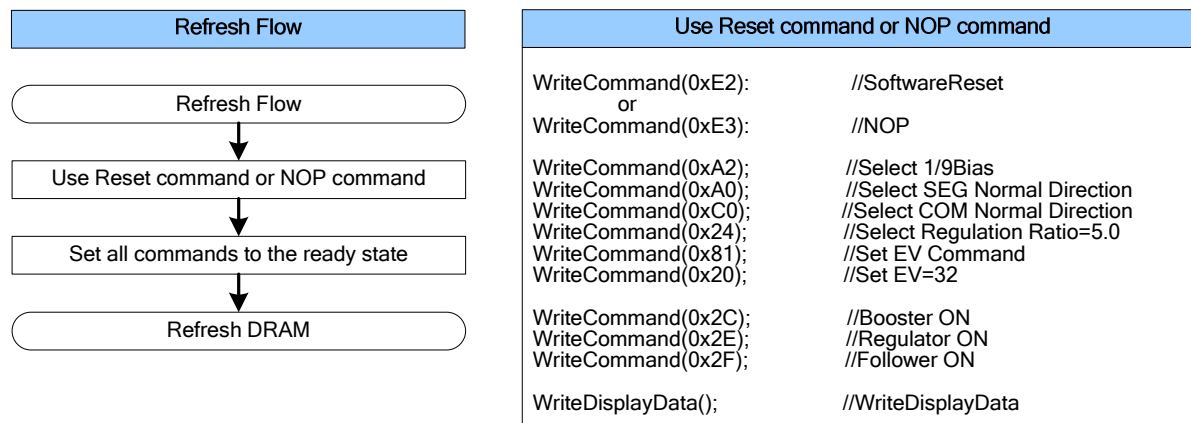 Refresh Flow
Refresh Flow
Use Reset command or NOP command
Set all commands to the ready state
Refresh DRAM
Use Reset command or NOP command
WriteCommand(0xE2): //SoftwareReset
or
WriteCommand(0xE3): //NOP
WriteCommand(0xA2); //Select 1/9Bias
WriteCommand(0xA0); //Select SEG Normal Direction
WriteCommand(0xC0); //Select COM Normal Direction
WriteCommand(0x24); //Select Regulation Ratio=5.0
WriteCommand(0x81); //Set EV Command
WriteCommand(0x20); //Set EV=32
WriteCommand(0x2C); //Booster ON
WriteCommand(0x2E); //Regulator ON
WriteCommand(0x2F); //Follower ON
WriteDisplayData(); //WriteDisplayData